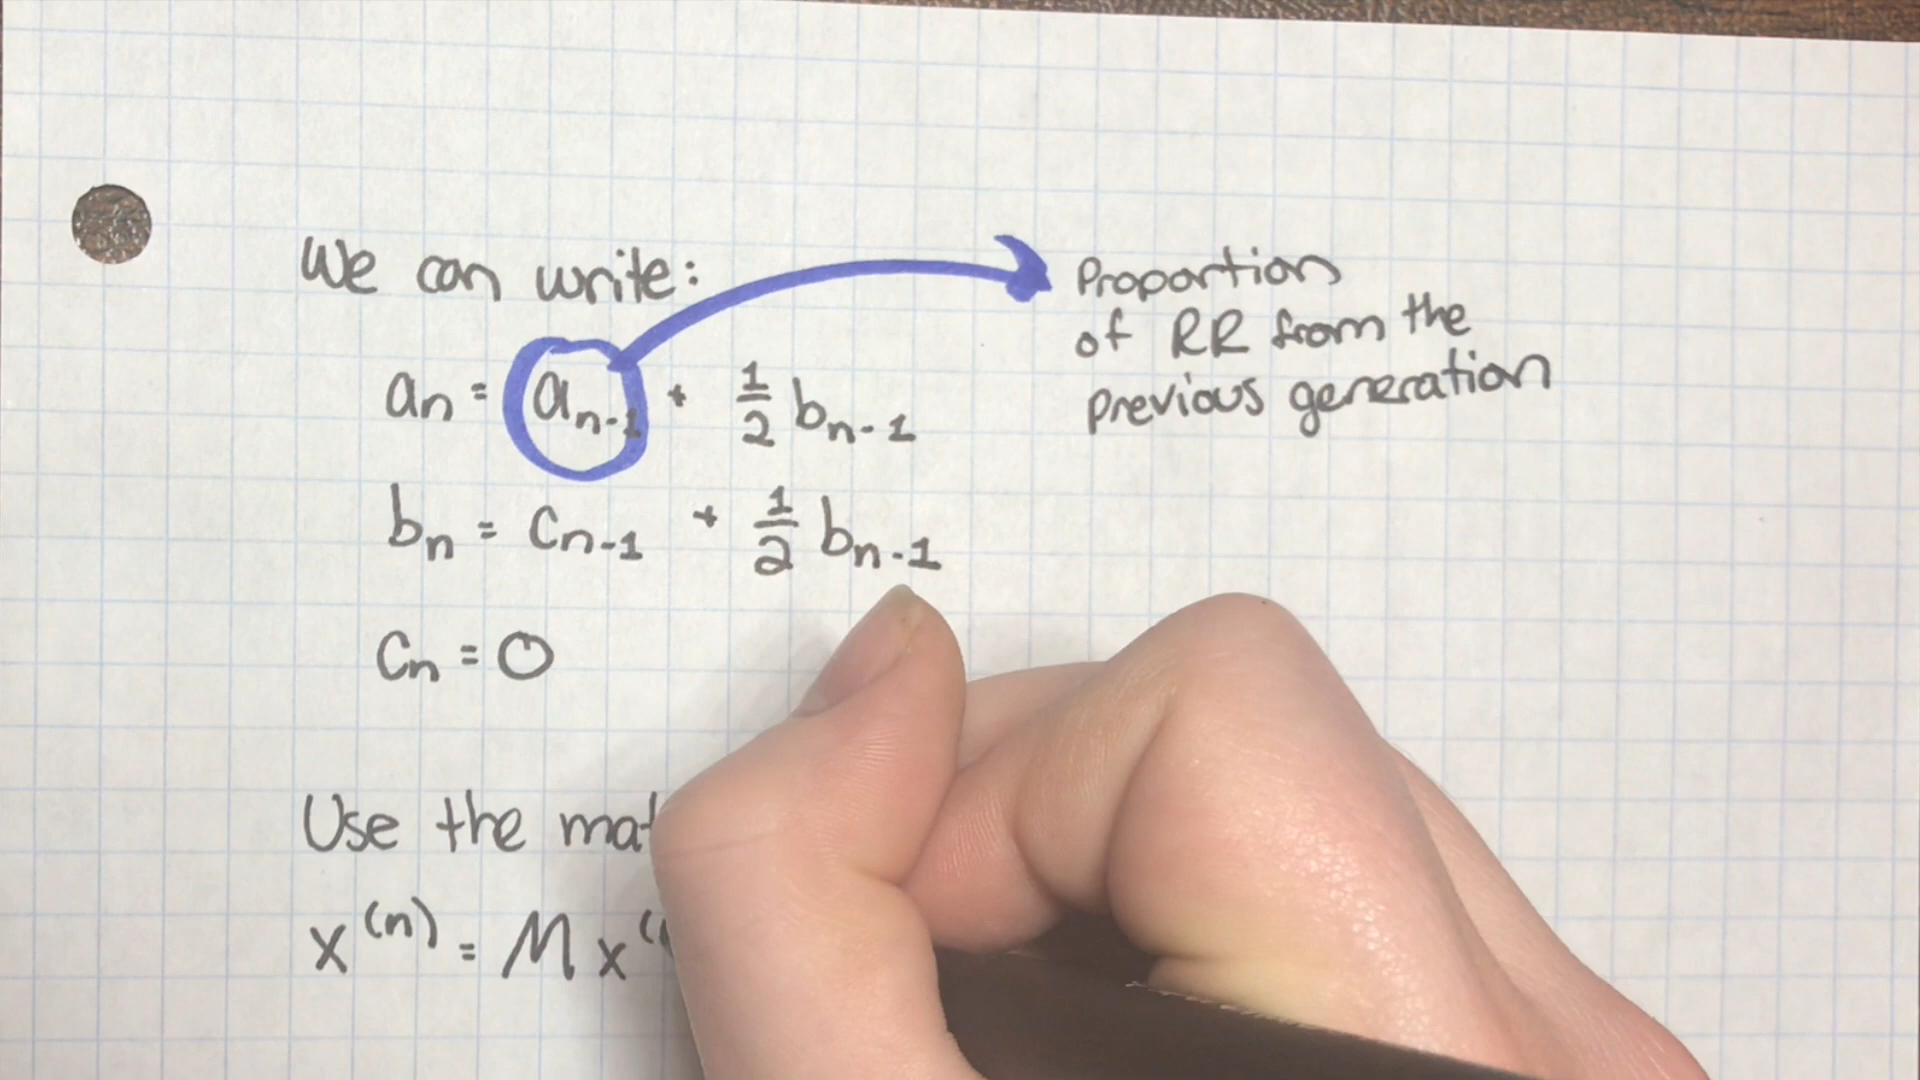 We can write:
Proportion
of RR from the
previous generation
aₙ = aₙ₋₁ + 1/2 bₙ₋₁
bₙ = cₙ₋₁ + 1/2 bₙ₋₁
cₙ = 0
Use the
x⁽ⁿ⁾ = M x